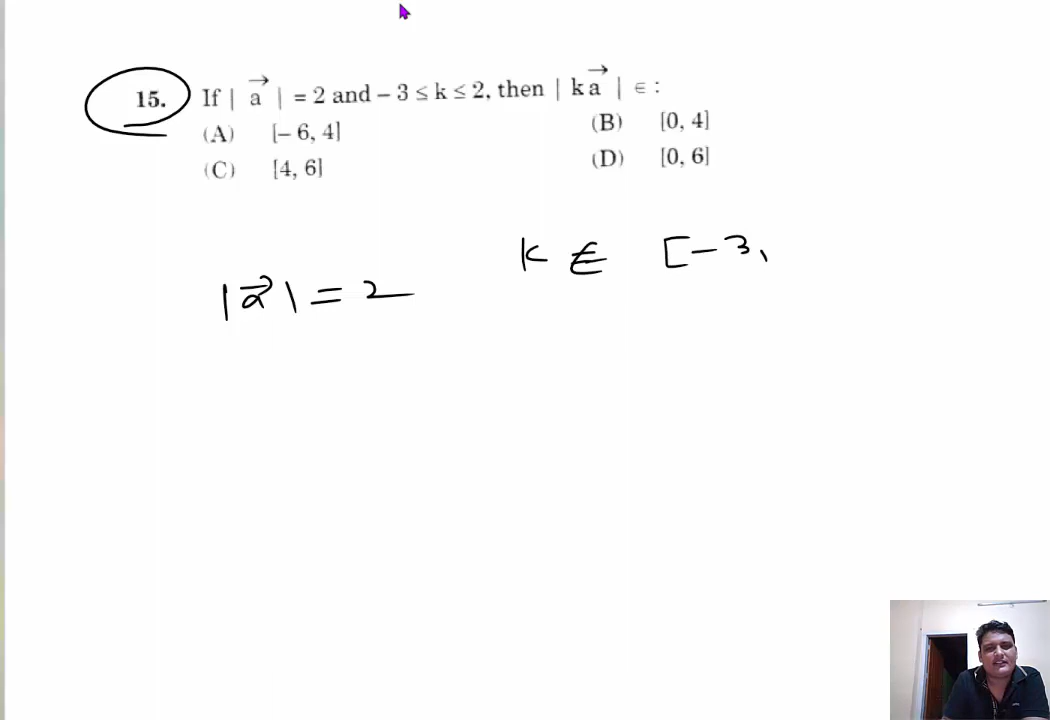 15. If | a⃗ | = 2 and – 3 ≤ k ≤ 2, then | k a⃗ | ∈ :
(A) [– 6, 4] (B) [0, 4]
(C) [4, 6] (D) [0, 6]
k ∈ [-3,
|a⃗| = 2